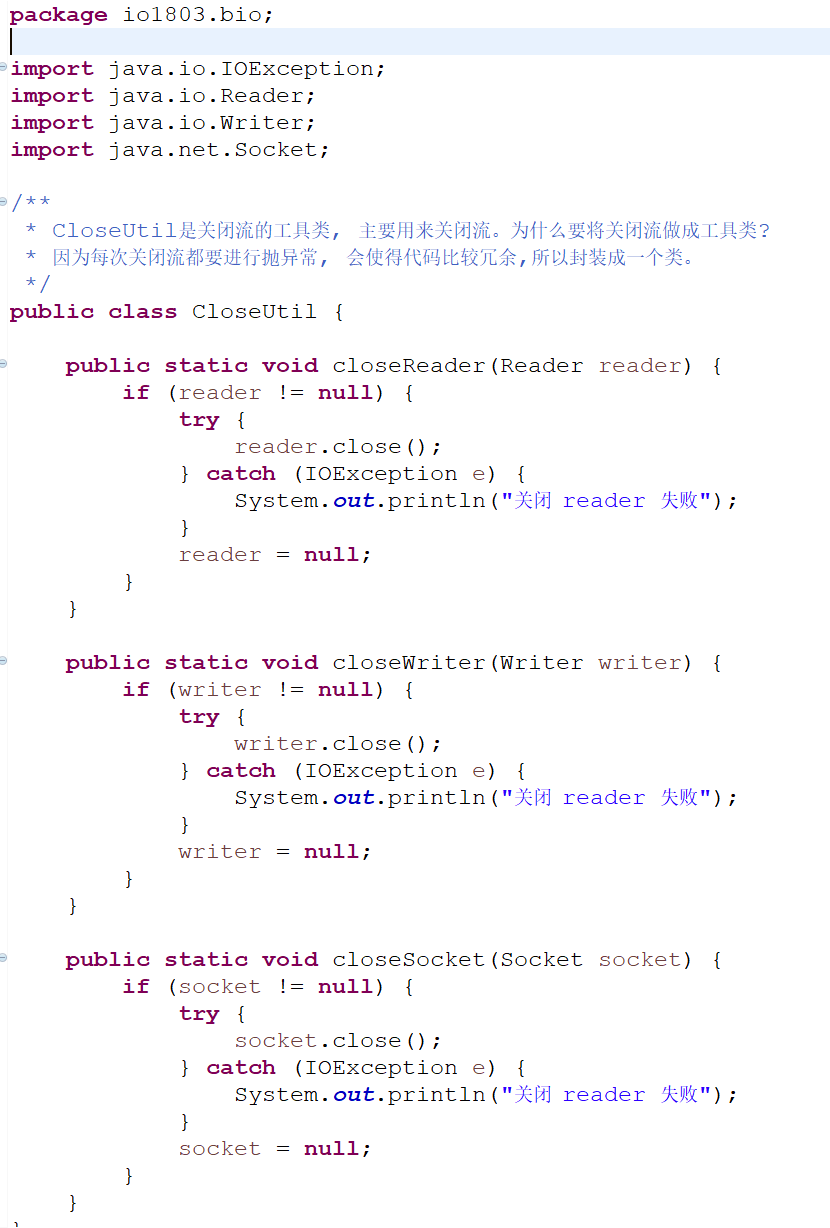 package io1803.bio;
import java.io.IOException;
import java.io.Reader;
import java.io.Writer;
import java.net.Socket;
/**
 * CloseUtil是关闭流的工具类, 主要用来关闭流。为什么要将关闭流做成工具类?
 * 因为每次关闭流都要进行抛异常, 会使得代码比较冗余,所以封装成一个类。
 */
public class CloseUtil {
    public static void closeReader(Reader reader) {
        if (reader != null) {
            try {
                reader.close();
            } catch (IOException e) {
                System.out.println("关闭 reader 失败");
            }
            reader = null;
        }
    }
    public static void closeWriter(Writer writer) {
        if (writer != null) {
            try {
                writer.close();
            } catch (IOException e) {
                System.out.println("关闭 reader 失败");
            }
            writer = null;
        }
    }
    public static void closeSocket(Socket socket) {
        if (socket != null) {
            try {
                socket.close();
            } catch (IOException e) {
                System.out.println("关闭 reader 失败");
            }
            socket = null;
        }
    }
}